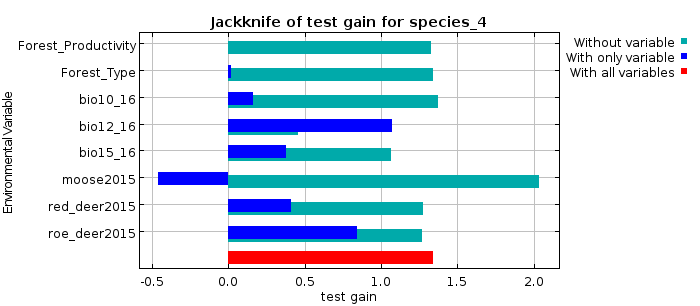 Jackknife of test gain for species_4
Without variable
With only variable
With all variables
Environmental Variable
Forest_Productivity
Forest_Type
bio10_16
bio12_16
bio15_16
moose2015
red_deer2015
roe_deer2015
-0.5 0.0 0.5 1.0 1.5 2.0
test gain